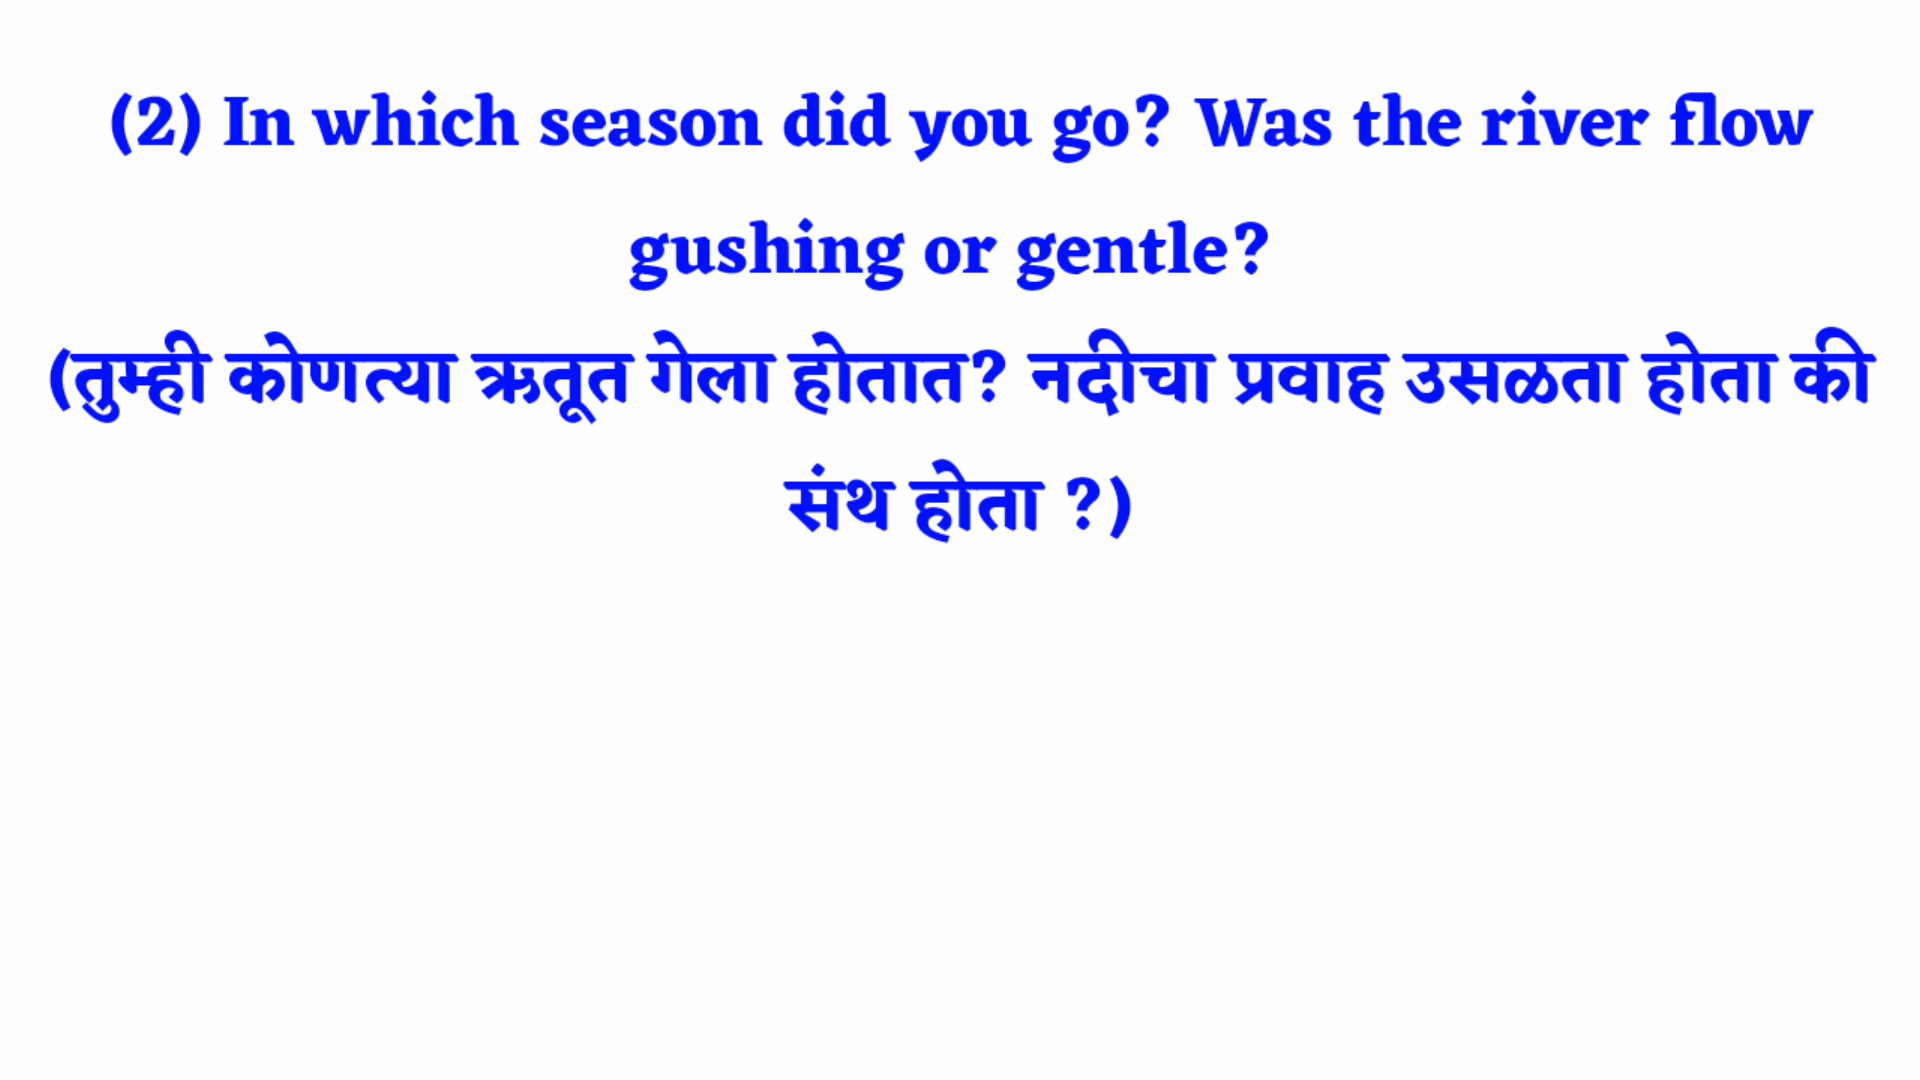 (2) In which season did you go? Was the river flow
gushing or gentle?
(तुम्ही कोणत्या ऋतूत गेला होतात? नदीचा प्रवाह उसळता होता की
संथ होता ?)